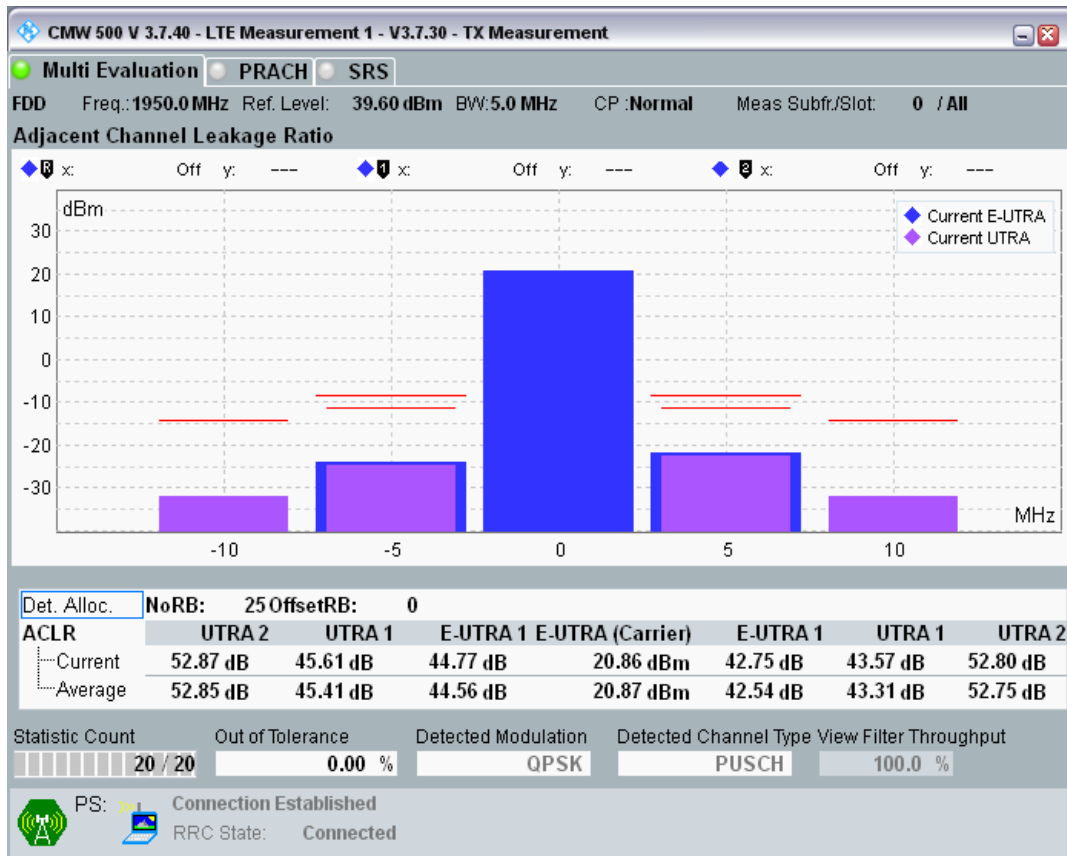 CMW 500 V 3.7.40 - LTE Measurement 1 - V3.7.30 - TX Measurement
Multi Evaluation PRACH SRS
FDD Freq.: 1950.0 MHz Ref. Level: 39.60 dBm BW: 5.0 MHz CP :Normal Meas Subfr./Slot: 0 / All
Adjacent Channel Leakage Ratio
R x: Off y: --- 1 x: Off y: --- 2 x: Off y: ---
dBm
Current E-UTRA
Current UTRA
30
20
10
0
-10
-20
-30
MHz
-10 -5 0 5 10
Det. Alloc. NoRB: 25 OffsetRB: 0
ACLR UTRA 2 UTRA 1 E-UTRA 1 E-UTRA (Carrier) E-UTRA 1 UTRA 1 UTRA 2
Current 52.87 dB 45.61 dB 44.77 dB 20.86 dBm 42.75 dB 43.57 dB 52.80 dB
Average 52.85 dB 45.41 dB 44.56 dB 20.87 dBm 42.54 dB 43.31 dB 52.75 dB
Statistic Count Out of Tolerance Detected Modulation Detected Channel Type View Filter Throughput
20 / 20 0.00 % QPSK PUSCH 100.0 %
PS: Connection Established
RRC State: Connected